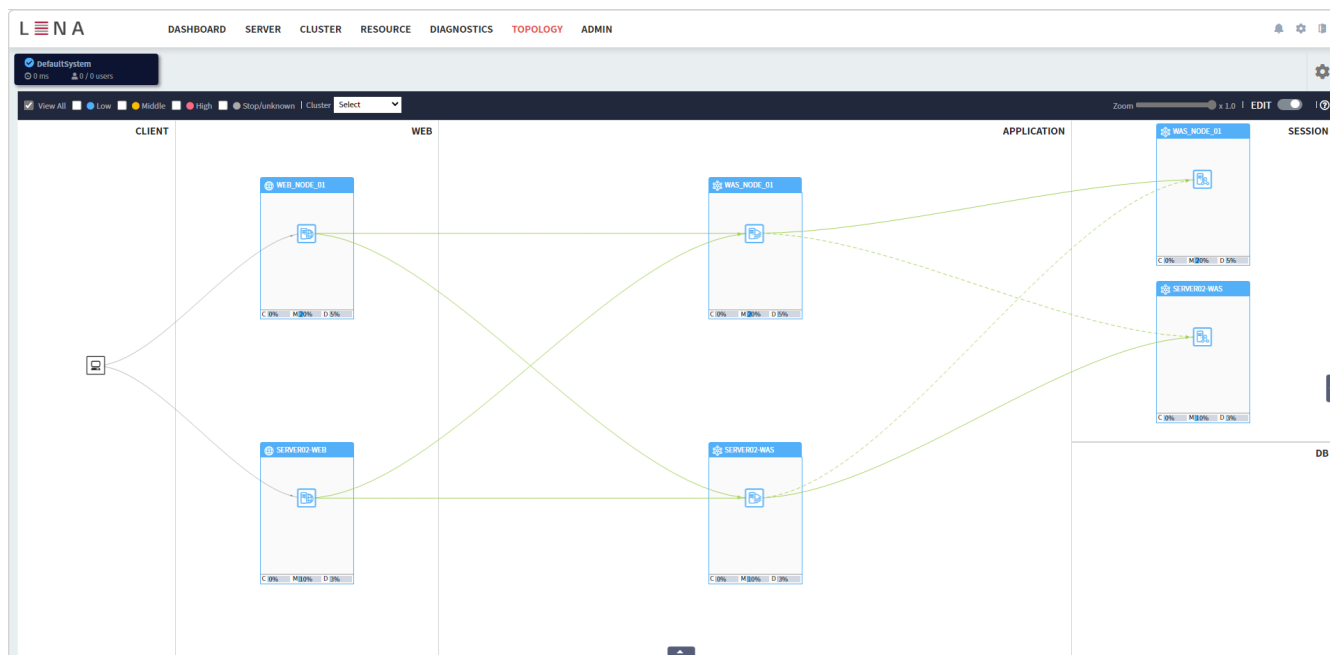 LENA DASHBOARD SERVER CLUSTER RESOURCE DIAGNOSTICS TOPOLOGY ADMIN
DefaultSystem
0 ms 0 / 0 users
View All Low Middle High Stop/unknown | Cluster Select Zoom x 1.0 | EDIT |
CLIENT WEB APPLICATION SESSION
WAS_NODE_01
C 0% M 20% D 5%
WEB_NODE_01
C 0% M 20% D 5%
WAS_NODE_01
C 0% M 20% D 5%
SERVER02-WAS
C 0% M 10% D 3%
DB
SERVER02-WEB
C 0% M 10% D 3%
SERVER02-WAS
C 0% M 10% D 3%